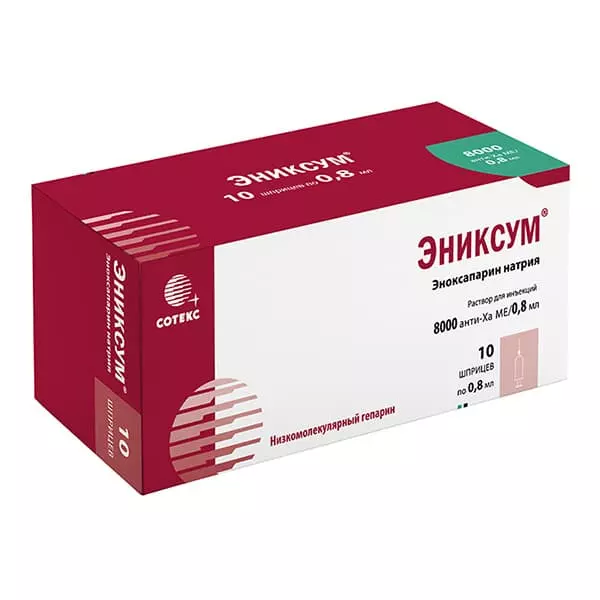 ЭНИКСУМ®
10 шприцев по 0,8 мл
8000
анти-Ха МЕ/
0,8 мл
ЭНИКСУМ®
Эноксапарин натрия
Раствор для инъекций
8000 анти-Ха МЕ/0,8 мл
10
ШПРИЦЕВ
по 0,8 мл
СОТЕКС
Низкомолекулярный гепарин
ЭНИКСУМ®
Эноксапарин натрия
10
ШПРИЦЕВ